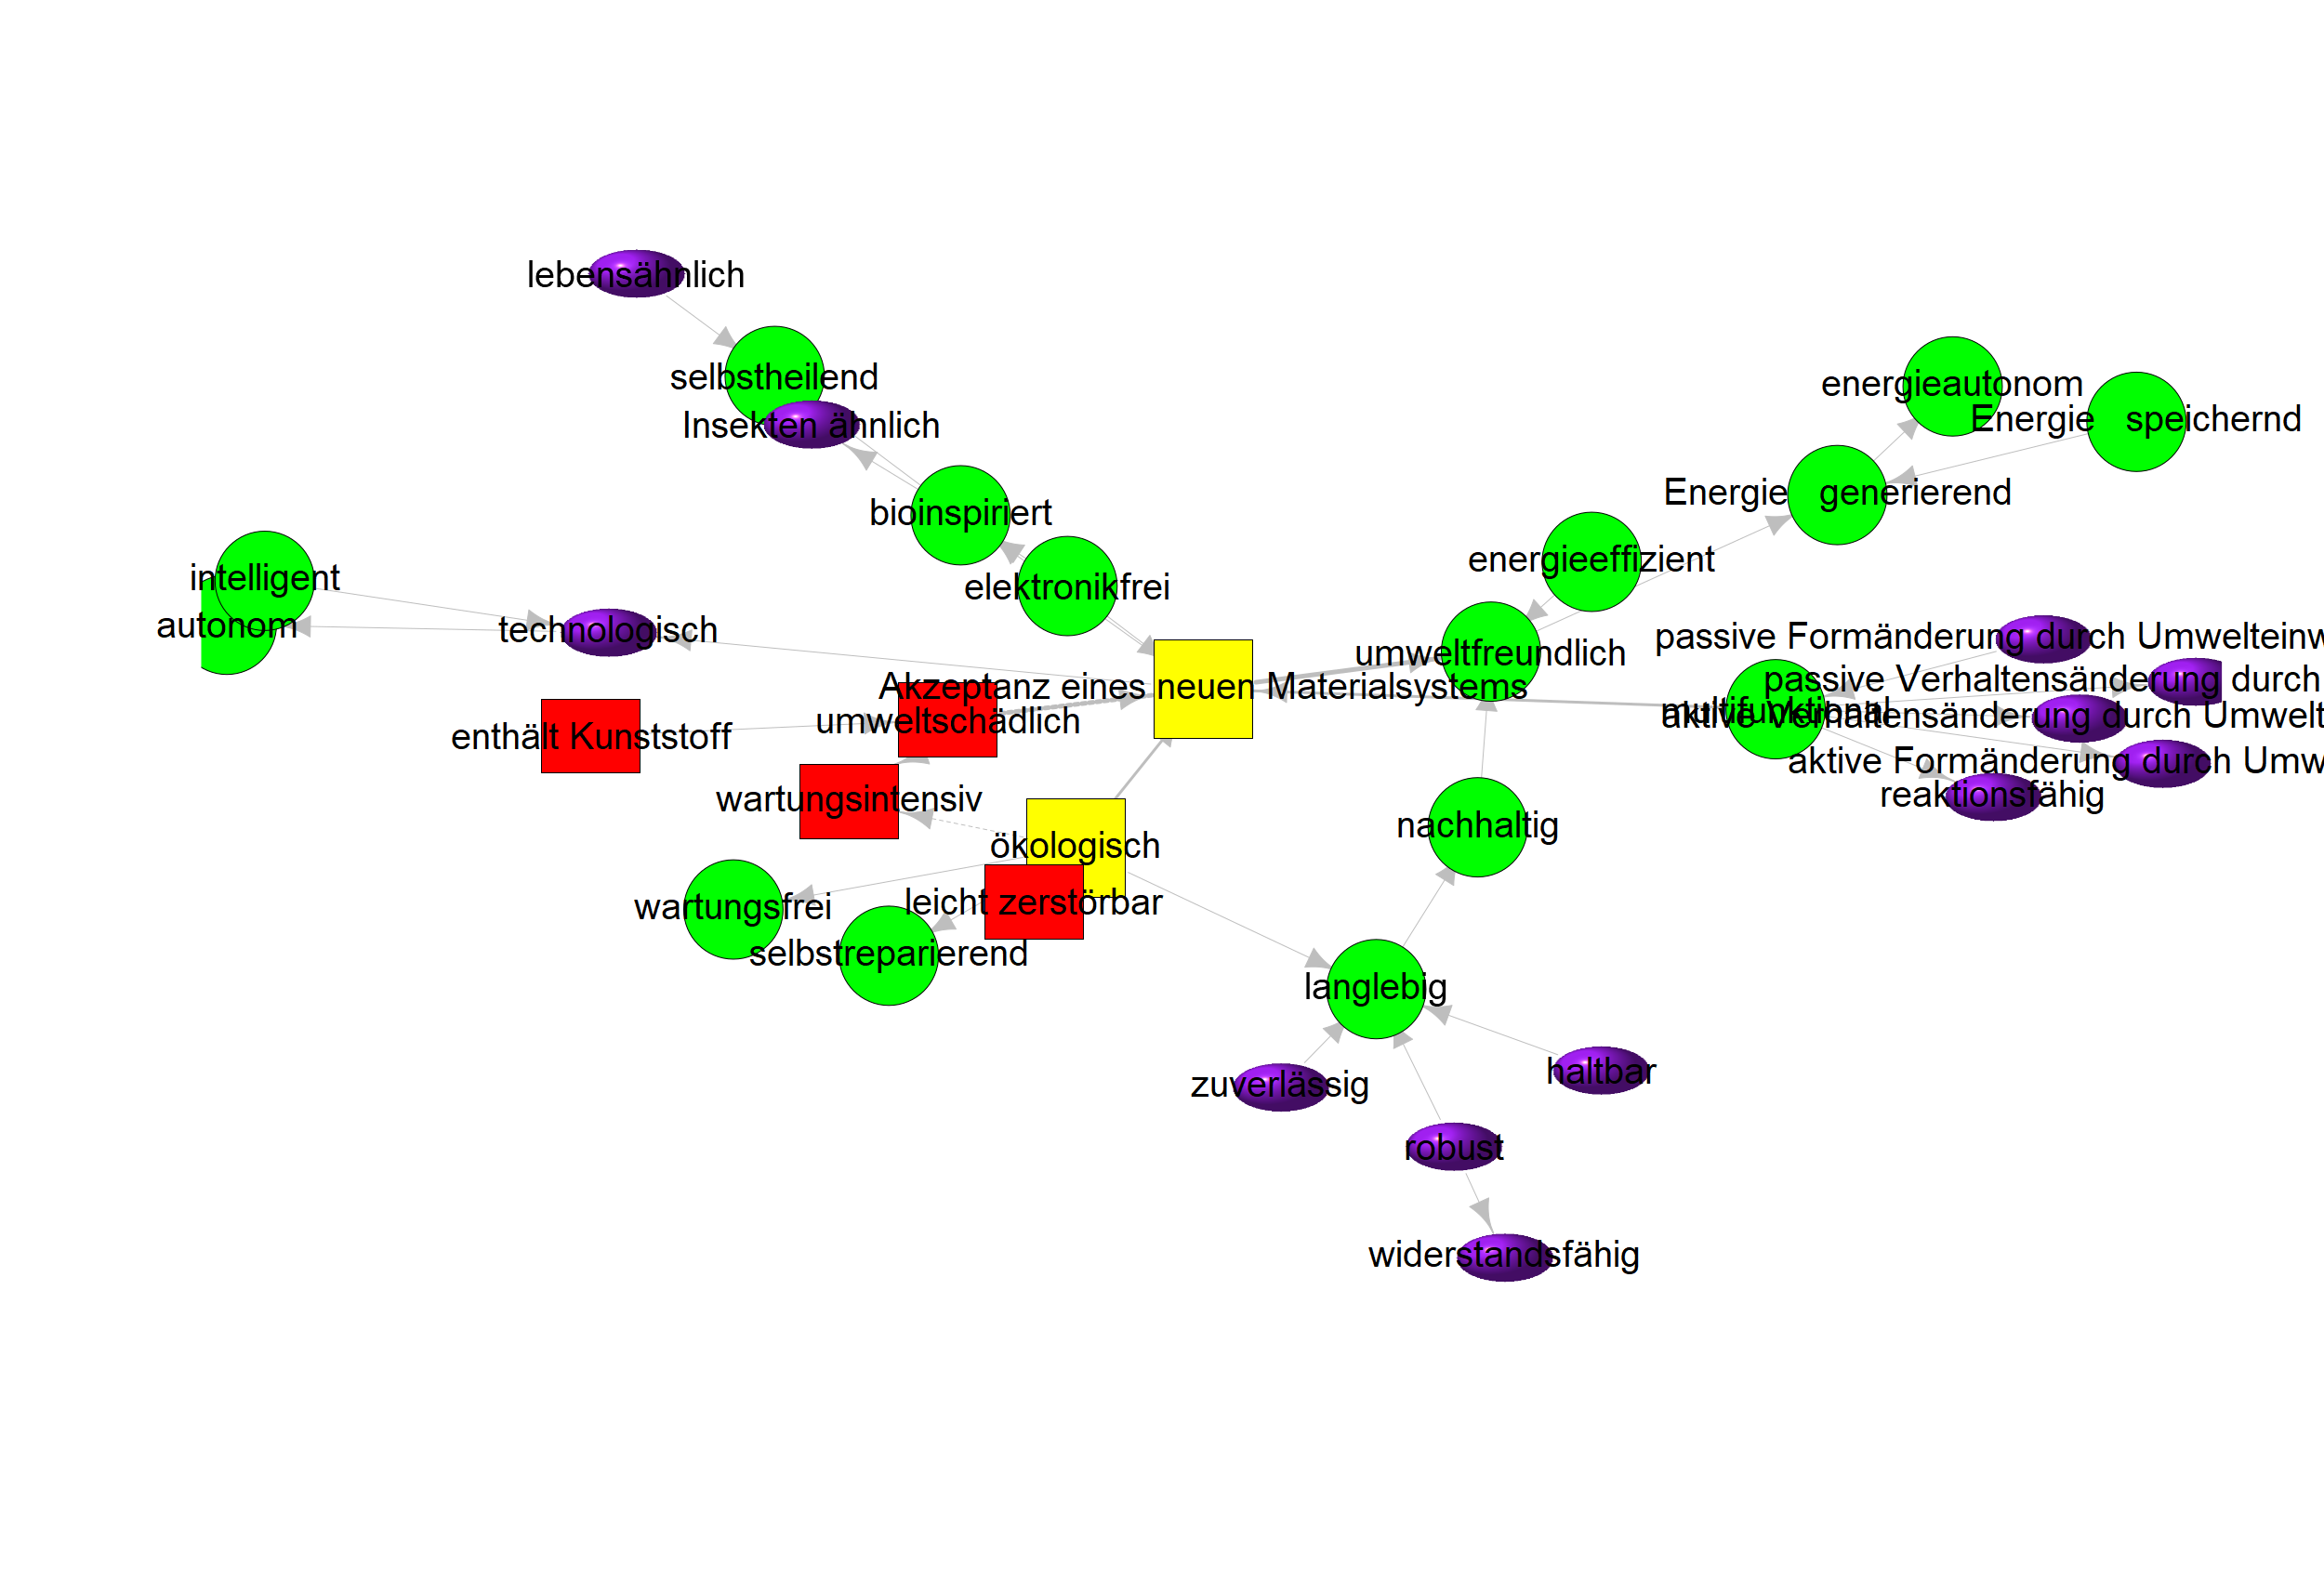 lebensähnlich
selbstheilend
Insekten ähnlich
energieautonom
Energie speichernd
Energie generierend
bioinspiriert
energieeffizient
elektronikfrei
intelligent
autonom
technologisch
umweltfreundlich
passive Formänderung durch Umwelteinw
Akzeptanz eines neuen Materialsystems
passive Verhaltensänderung durch
multifunktional
aktive Verhaltensänderung durch Umwelt
umweltschädlich
enthält Kunststoff
aktive Formänderung durch Umw
reaktionsfähig
wartungsintensiv
nachhaltig
ökologisch
leicht zerstörbar
wartungsfrei
selbstreparierend
langlebig
haltbar
zuverlässig
robust
widerstandsfähig